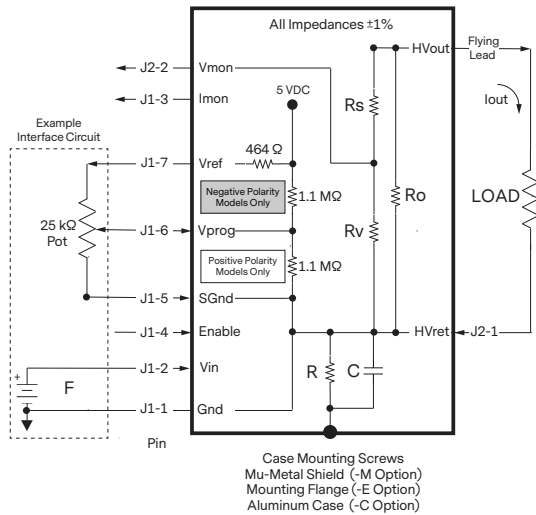 All Impedances ±1%
J2-2
Vmon
HVout
Flying
Lead
J1-3
Imon
5 VDC
Rs
Iout
Example
Interface Circuit
464 Ω
J1-7
Vref
Negative Polarity
Models Only
1.1 MΩ
Ro
LOAD
25 kΩ
Pot
J1-6
Vprog
Rv
Positive Polarity
Models Only
1.1 MΩ
J1-5
SGnd
J1-4
Enable
HVret
J2-1
J1-2
Vin
+
F
R
C
J1-1
Gnd
Pin
Case Mounting Screws
Mu-Metal Shield (-M Option)
Mounting Flange (-E Option)
Aluminum Case (-C Option)